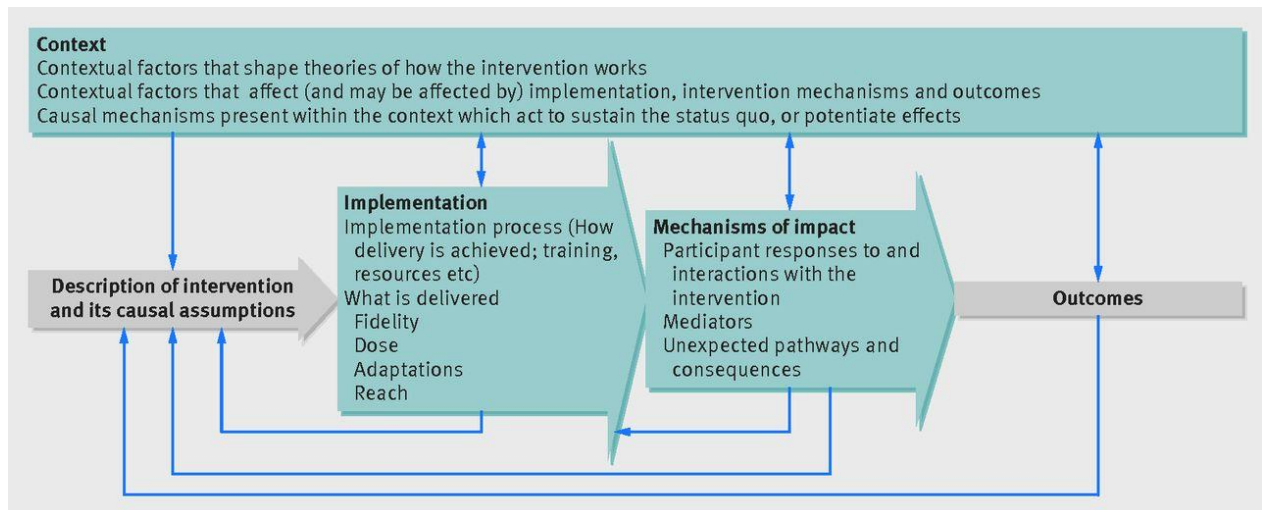 Context
Contextual factors that shape theories of how the intervention works
Contextual factors that affect (and may be affected by) implementation, intervention mechanisms and outcomes
Causal mechanisms present within the context which act to sustain the status quo, or potentiate effects
Description of intervention
and its causal assumptions
Implementation
Implementation process (How
delivery is achieved; training,
resources etc)
What is delivered
Fidelity
Dose
Adaptations
Reach
Mechanisms of impact
Participant responses to and
interactions with the
intervention
Mediators
Unexpected pathways and
consequences
Outcomes